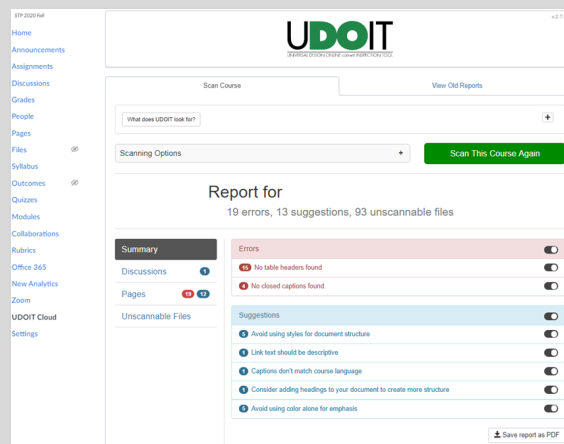 STP 2020 Fall
v2.7.
Home
Announcements
Assignments
Discussions
Grades
People
Pages
Files
Syllabus
Outcomes
Quizzes
Modules
Collaborations
Rubrics
Office 365
New Analytics
Zoom
UDOIT Cloud
Settings
UDOIT
UNIVERSAL DESIGN ONLINE content INSPECTION TOOL
Scan Course
View Old Reports
What does UDOIT look for?
+
Scanning Options +
Scan This Course Again
Report for
19 errors, 13 suggestions, 93 unscannable files
Summary
Discussions 1
Pages 19 12
Unscannable Files
Errors
15 No table headers found
4 No closed captions found
Suggestions
5 Avoid using styles for document structure
1 Link text should be descriptive
1 Captions don't match course language
1 Consider adding headings to your document to create more structure
5 Avoid using color alone for emphasis
Save report as PDF